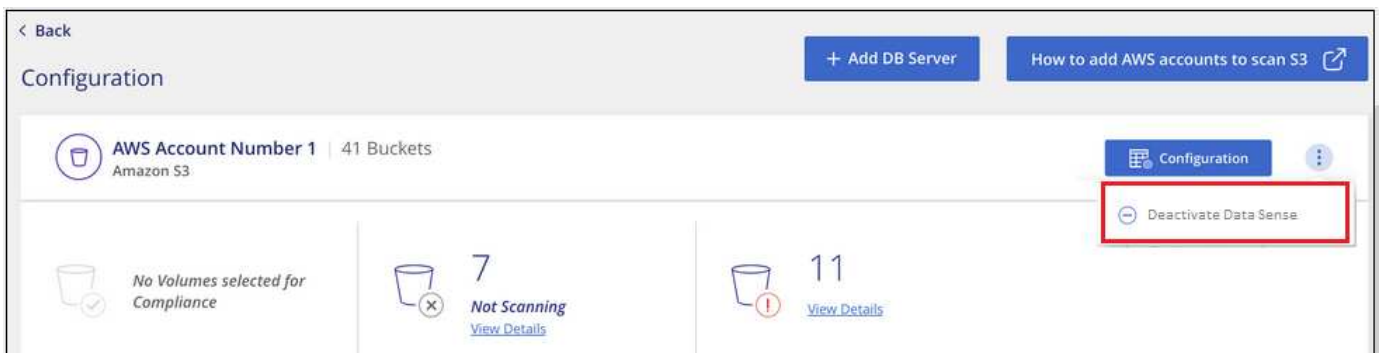 < Back
+ Add DB Server
How to add AWS accounts to scan S3
Configuration
AWS Account Number 1 | 41 Buckets
Amazon S3
Configuration
Deactivate Data Sense
No Volumes selected for
Compliance
7
Not Scanning
View Details
11
View Details